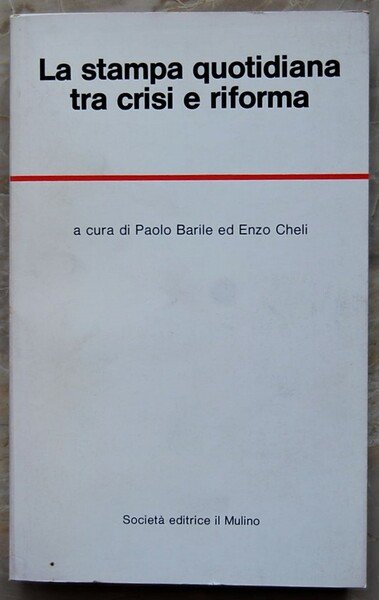 La stampa quotidiana
tra crisi e riforma
a cura di Paolo Barile ed Enzo Cheli
Società editrice il Mulino